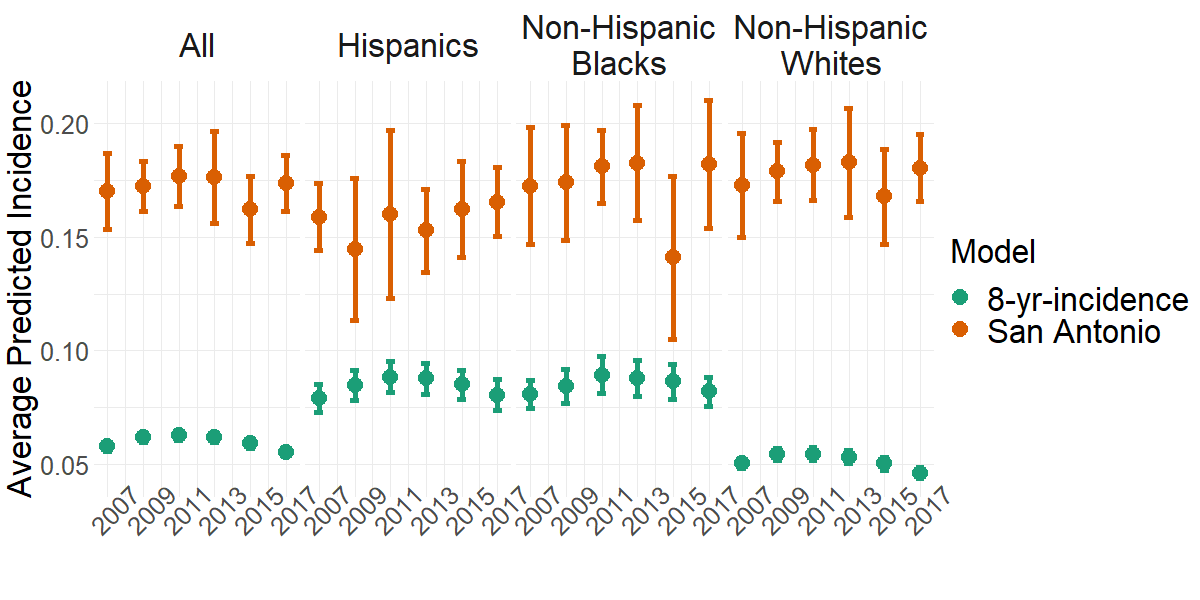 All
Hispanics
Non-Hispanic
Blacks
Non-Hispanic
Whites
Average Predicted Incidence
0.20
0.15
0.10
0.05
2007
2009
2011
2013
2015
2017
2007
2009
2011
2013
2015
2017
2007
2009
2011
2013
2015
2017
2007
2009
2011
2013
2015
2017
Model
8-yr-incidence
San Antonio